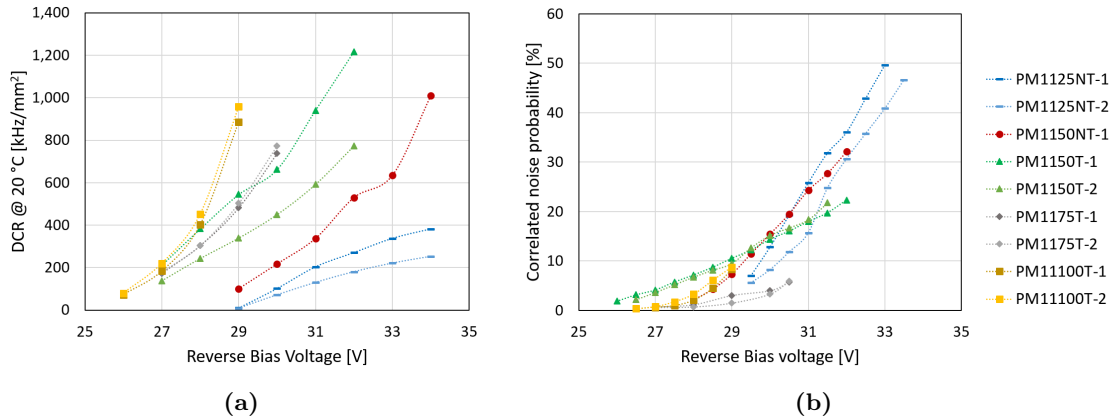 (a)
DCR @ 20 °C [kHz/mm²]
1,400
1,200
1,000
800
600
400
200
0
25 27 29 31 33 35
Reverse Bias Voltage [V]
(b)
Correlated noise probability [%]
60
50
40
30
20
10
0
25 27 29 31 33 35
Reverse Bias voltage [V]
PM1125NT-1
PM1125NT-2
PM1150NT-1
PM1150T-1
PM1150T-2
PM1175T-1
PM1175T-2
PM11100T-1
PM11100T-2
(a) (b)